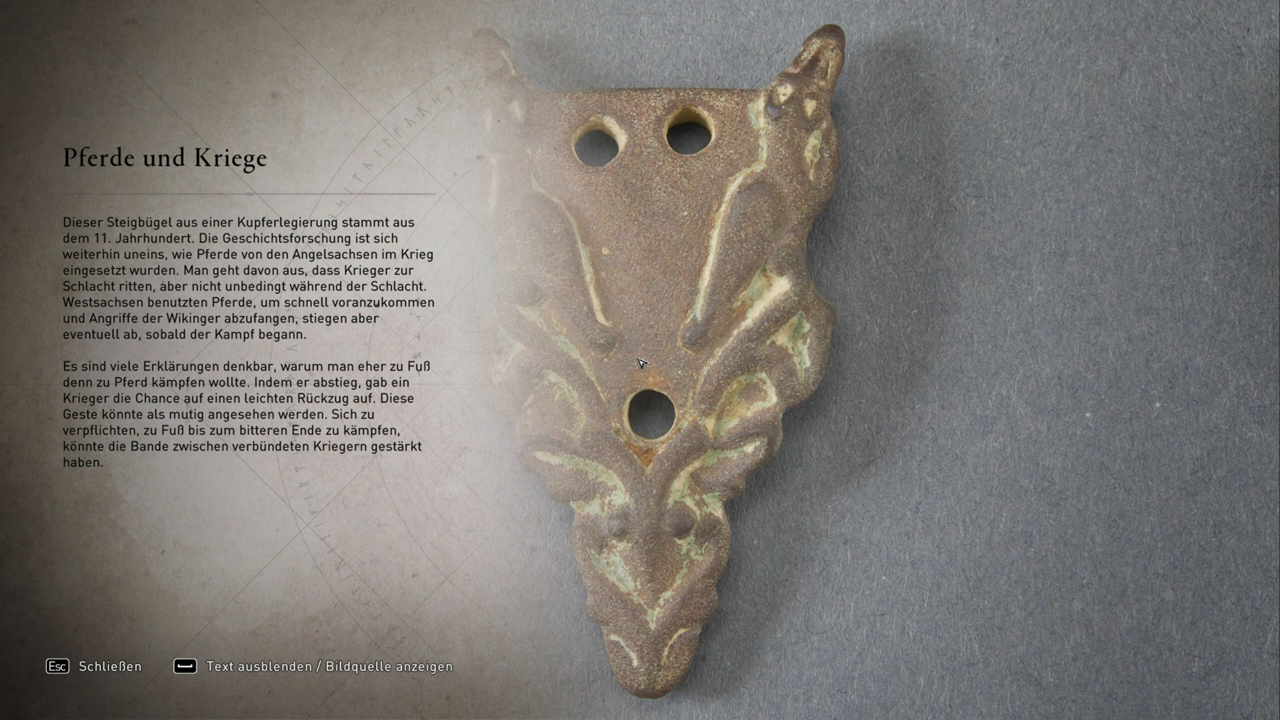 Pferde und Kriege
Dieser Steigbügel aus einer Kupferlegierung stammt aus
dem 11. Jahrhundert. Die Geschichtsforschung ist sich
weiterhin uneins, wie Pferde von den Angelsachsen im Krieg
eingesetzt wurden. Man geht davon aus, dass Krieger zur
Schlacht ritten, aber nicht unbedingt während der Schlacht.
Westsachsen benutzten Pferde, um schnell voranzukommen
und Angriffe der Wikinger abzufangen, stiegen aber
eventuell ab, sobald der Kampf begann.
Es sind viele Erklärungen denkbar, warum man eher zu Fuß
denn zu Pferd kämpfen wollte. Indem er abstieg, gab ein
Krieger die Chance auf einen leichten Rückzug auf. Diese
Geste könnte als mutig angesehen werden. Sich zu
verpflichten, zu Fuß bis zum bitteren Ende zu kämpfen,
könnte die Bande zwischen verbündeten Kriegern gestärkt
haben.
Esc Schließen Text ausblenden / Bildquelle anzeigen